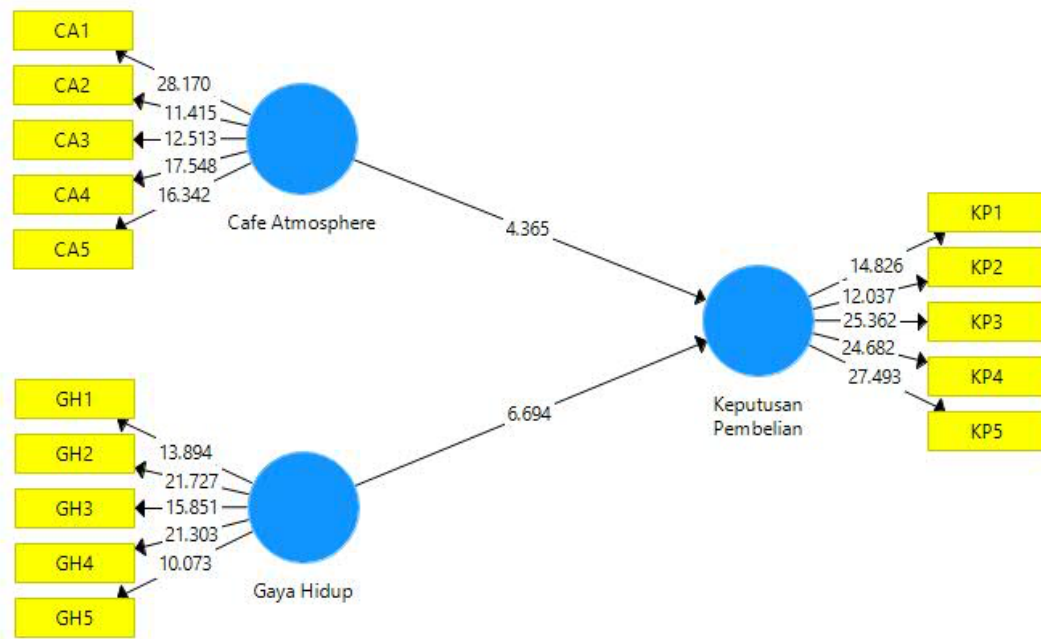 CA1
28.170
CA2
11.415
CA3
12.513
CA4
17.548
16.342
CA5
Cafe Atmosphere
4.365
KP1
14.826
KP2
12.037
KP3
25.362
24.682
KP4
27.493
KP5
Keputusan
Pembelian
GH1
13.894
GH2
21.727
GH3
15.851
GH4
21.303
10.073
GH5
Gaya Hidup
6.694